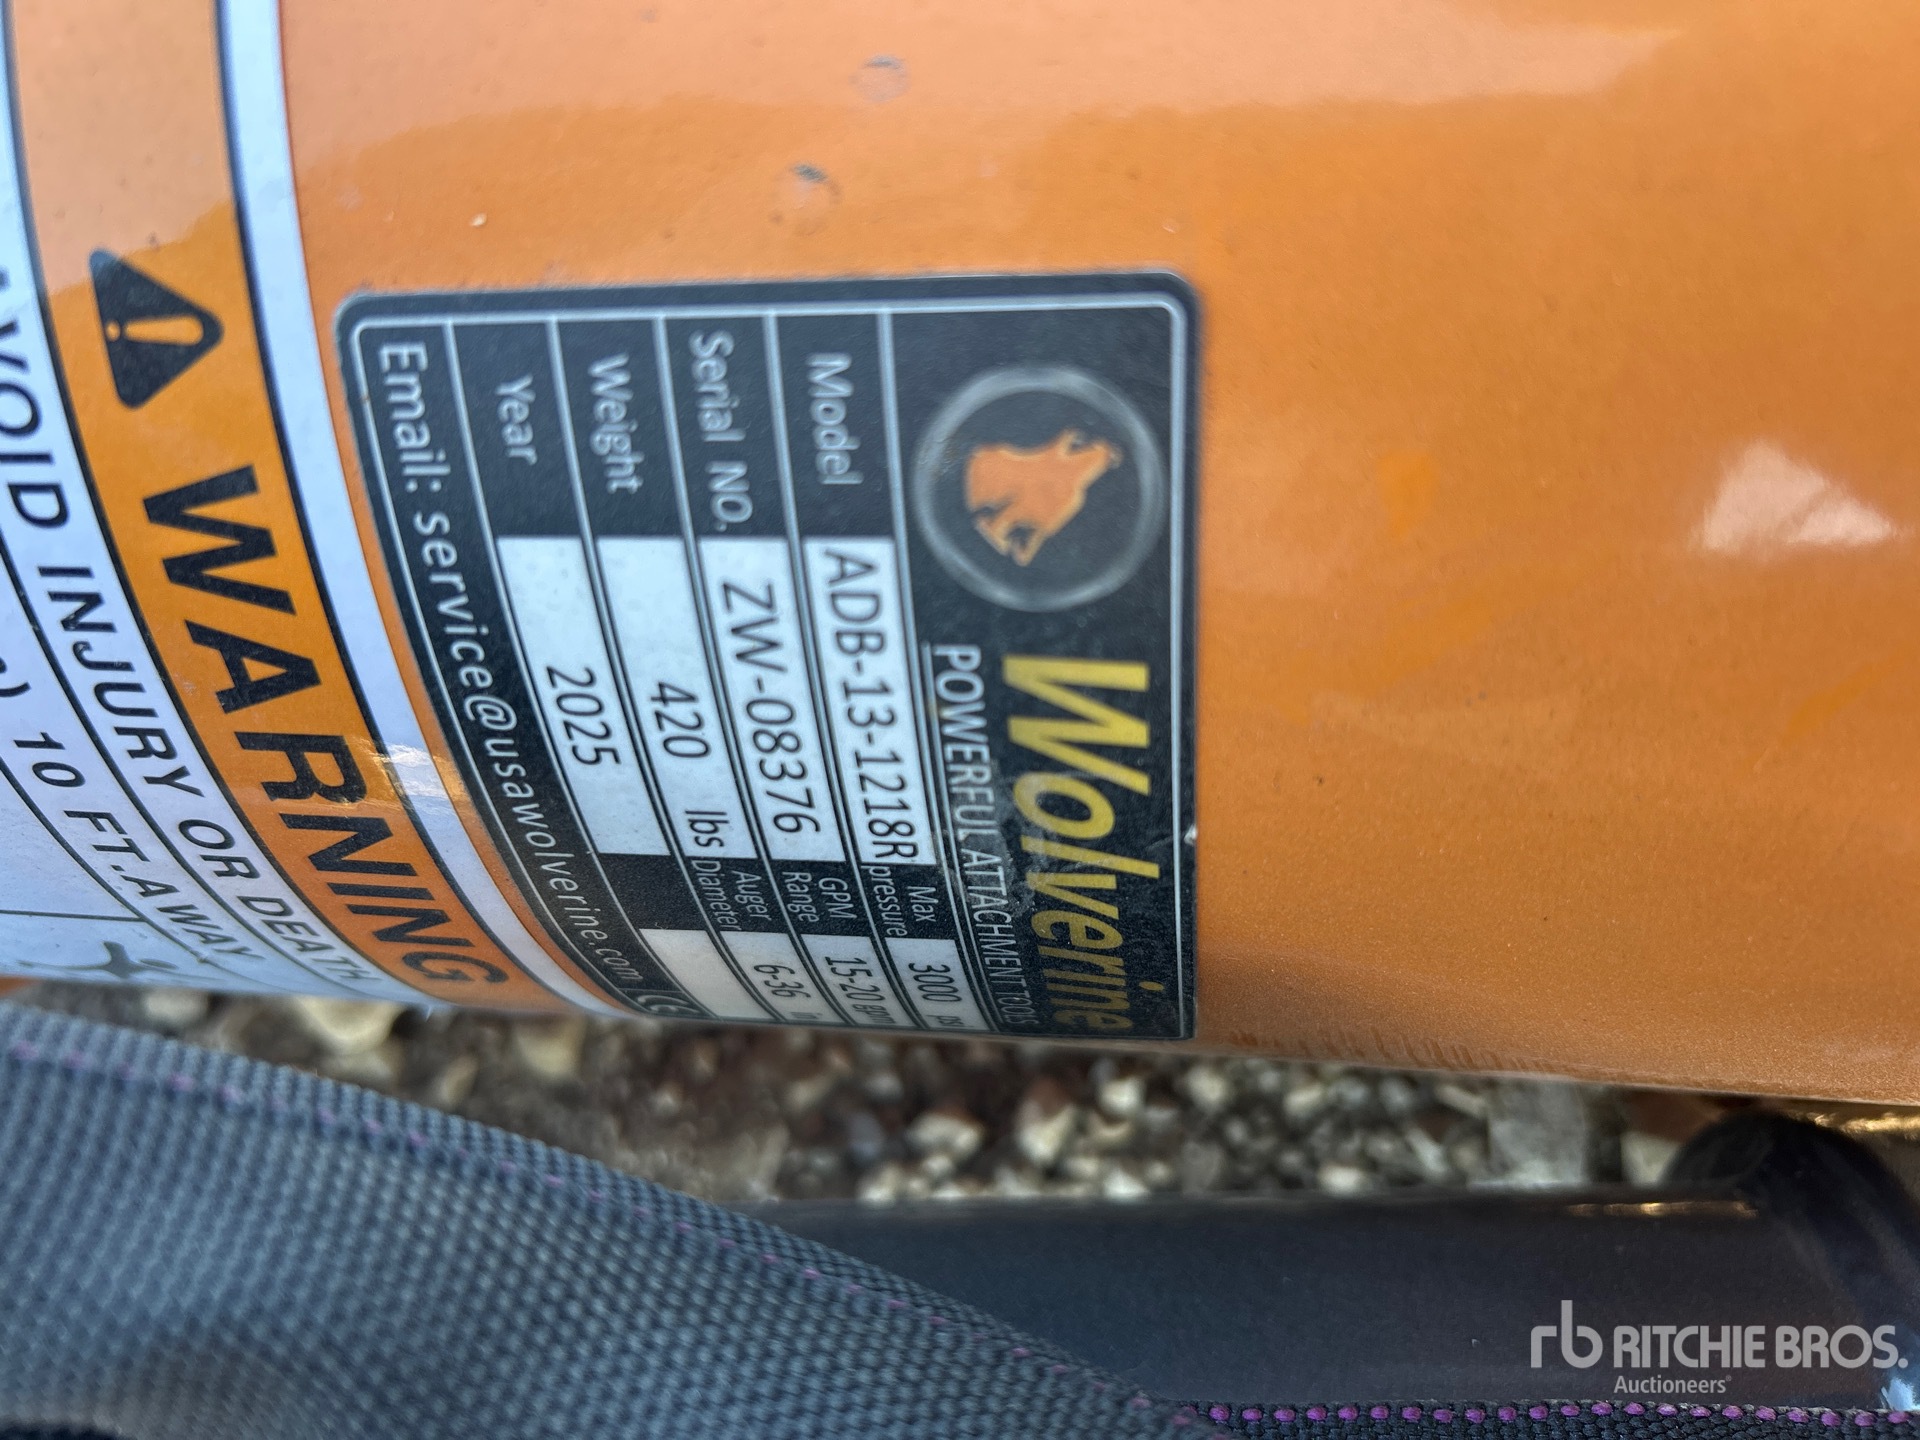 Wolverine
POWERFUL ATTACHMENT TOOLS
Model ADB-13-1218R Max pressure 3000
Serial NO. ZW-08376 GPM Range 15-20
Weight 420 lbs Auger Diameter 6-36
Year 2025
Email: service@usawolverine.com CE
WARNING
AVOID INJURY OR DEATH
10 FT. AWAY
rb RITCHIE BROS.
Auctioneers